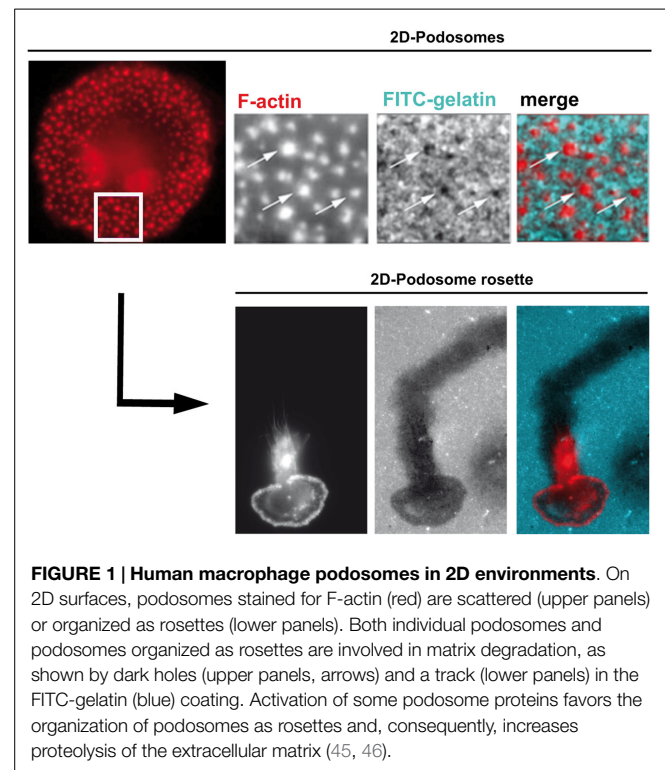 2D-Podosomes
F-actin
FITC-gelatin
merge
2D-Podosome rosette
FIGURE 1 | Human macrophage podosomes in 2D environments. On
2D surfaces, podosomes stained for F-actin (red) are scattered (upper panels)
or organized as rosettes (lower panels). Both individual podosomes and
podosomes organized as rosettes are involved in matrix degradation, as
shown by dark holes (upper panels, arrows) and a track (lower panels) in the
FITC-gelatin (blue) coating. Activation of some podosome proteins favors the
organization of podosomes as rosettes and, consequently, increases
proteolysis of the extracellular matrix (45, 46).